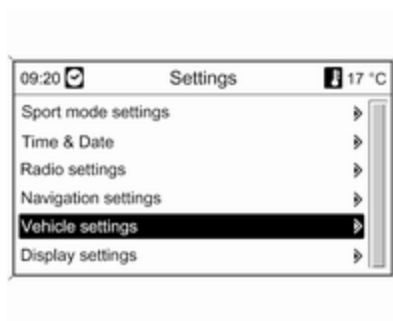 09:20 Settings 17 °C
Sport mode settings
Time & Date
Radio settings
Navigation settings
Vehicle settings
Display settings